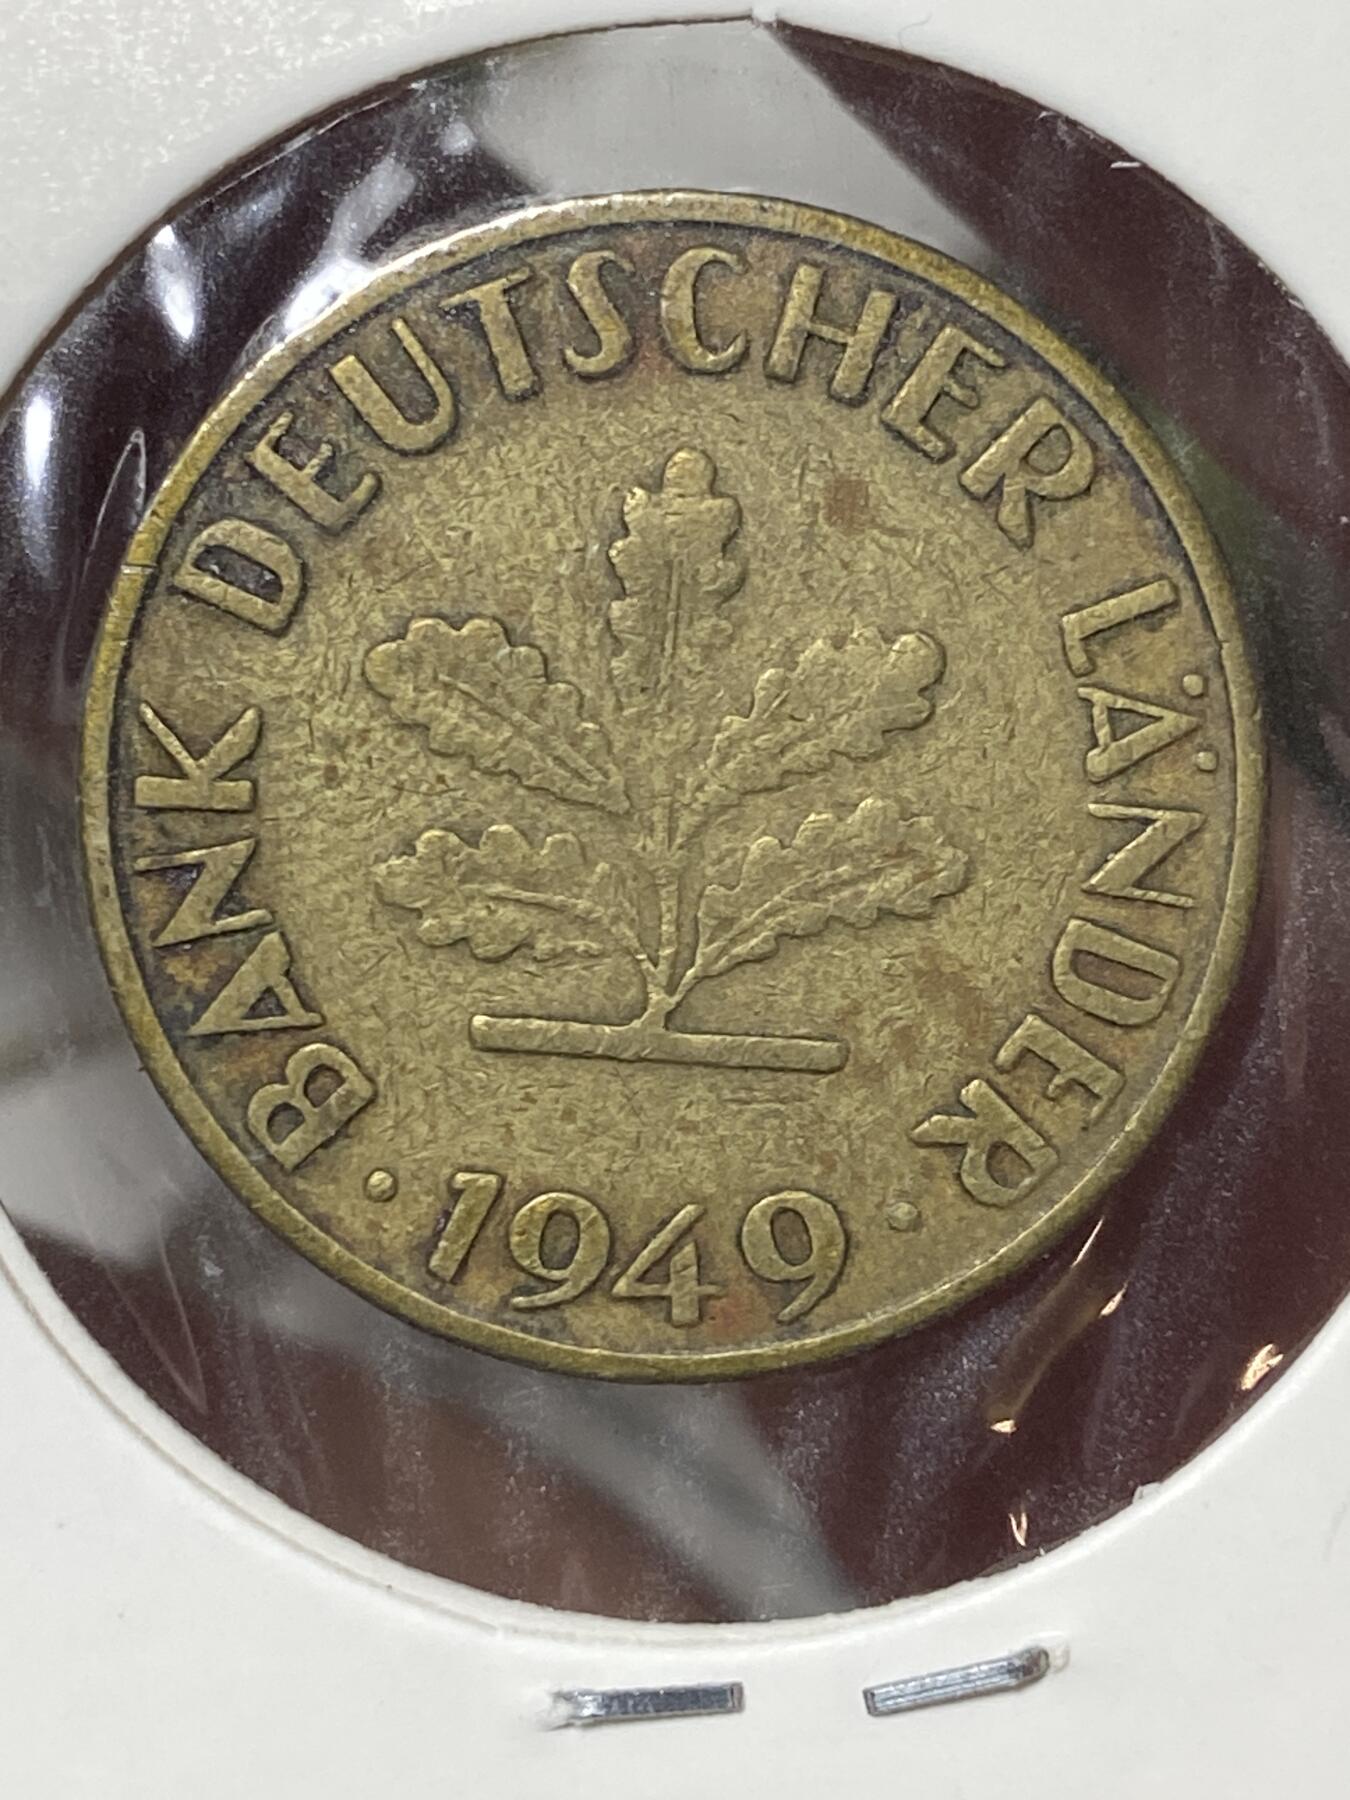 BANK DEUTSCHER LÄNDER
· 1949 ·